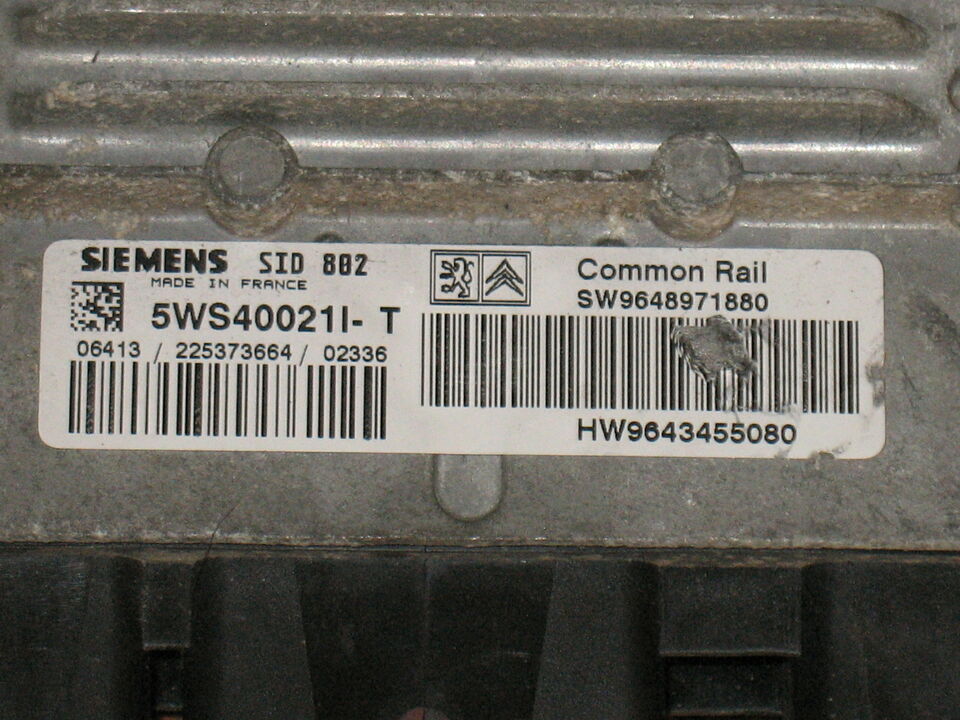 SIEMENS SID 802
MADE IN FRANCE
5WS40021I- T
06413 / 225373664 / 02336
Common Rail
SW9648971880
HW9643455080